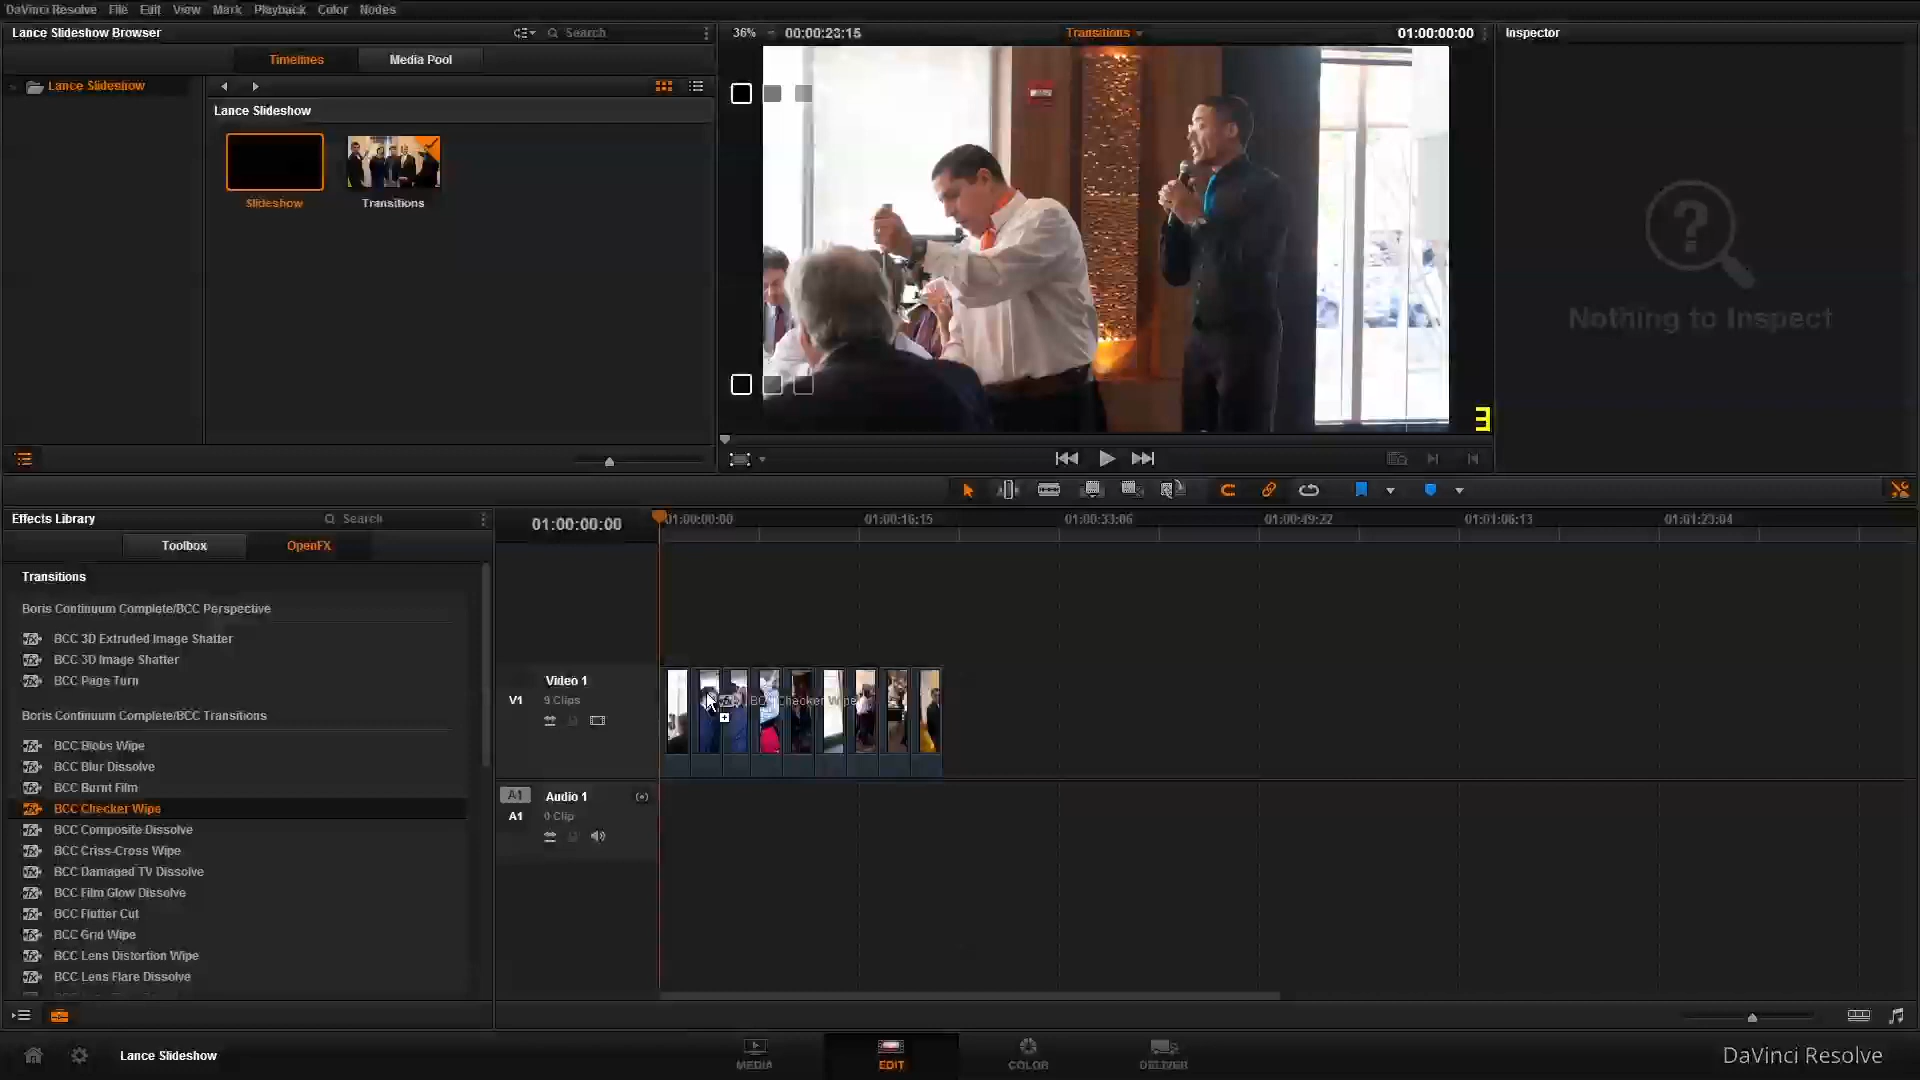 DaVinci Resolve File Edit View Mark Playback Color Nodes
Lance Slideshow Browser
Search
36%
00:00:23:15
Transitions
01:00:00:00
Inspector
Timelines
Media Pool
Lance Slideshow
Lance Slideshow
Slideshow
Transitions
Nothing to Inspect
3
Effects Library
Search
Toolbox
OpenFX
Transitions
Boris Continuum Complete/BCC Perspective
BCC 3D Extruded Image Shatter
BCC 3D Image Shatter
BCC Page Turn
Boris Continuum Complete/BCC Transitions
BCC Blobs Wipe
BCC Blur Dissolve
BCC Burnt Film
BCC Checker Wipe
BCC Composite Dissolve
BCC Criss-Cross Wipe
BCC Damaged TV Dissolve
BCC Film Glow Dissolve
BCC Flutter Cut
BCC Grid Wipe
BCC Lens Distortion Wipe
BCC Lens Flare Dissolve
01:00:00:00
01:00:00:00
01:00:16:15
01:00:33:06
01:00:49:22
01:01:06:13
01:01:23:04
V1
Video 1
9 Clips
BCC Checker Wipe
A1
Audio 1
A1
0 Clip
Lance Slideshow
MEDIA
EDIT
COLOR
DELIVER
DaVinci Resolve